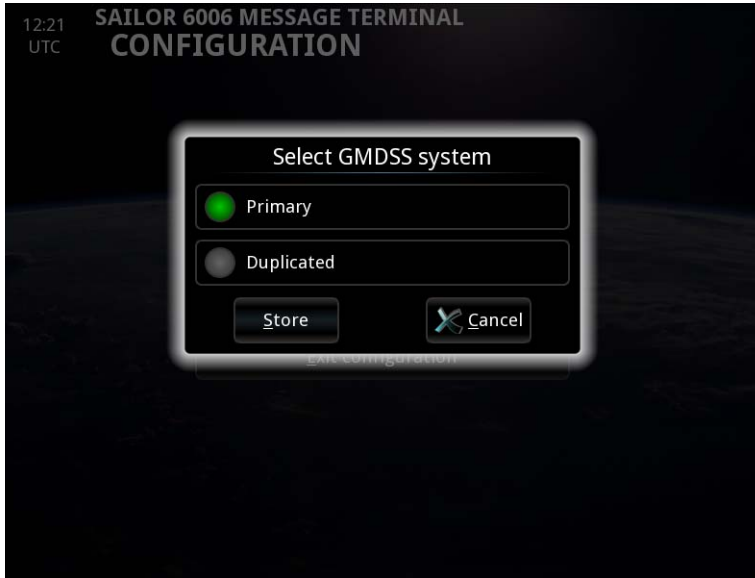 12:21
UTC
SAILOR 6006 MESSAGE TERMINAL
CONFIGURATION
Select GMDSS system
Primary
Duplicated
Store
Cancel
Exit configuration